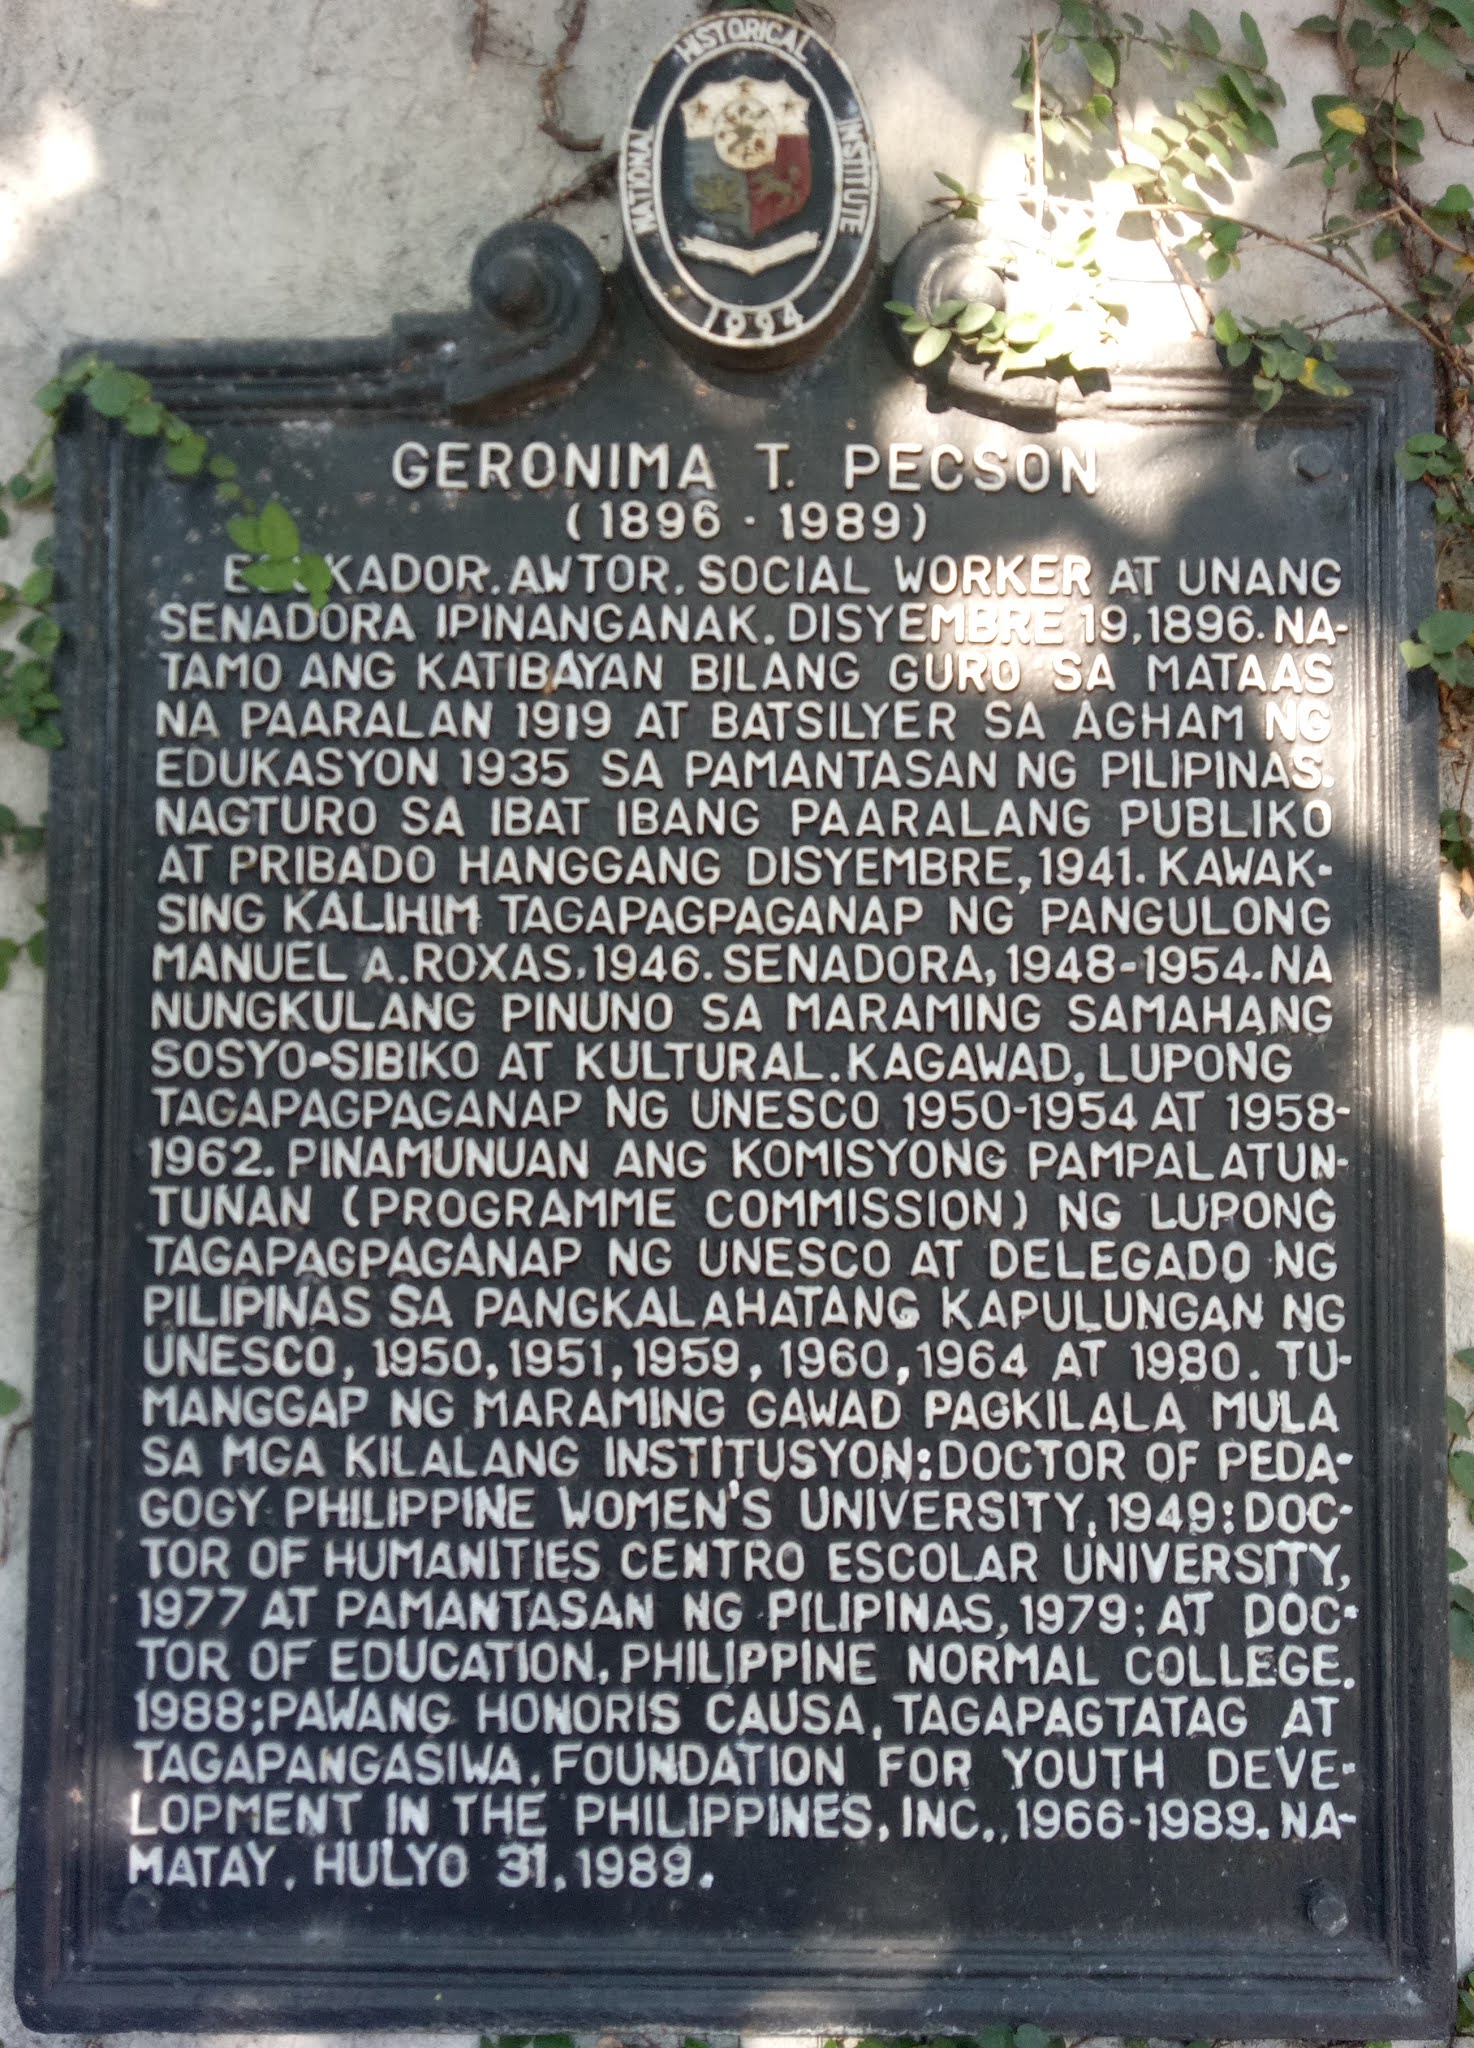 NATIONAL HISTORICAL INSTITUTE
1994
GERONIMA T. PECSON
(1896 - 1989)
AWTOR, SOCIAL WORKER AT UNANG
SENADORA IPINANGANAK, DISYEMBRE 19, 1896. NA-
TAMO ANG KATIBAYAN BILANG GURO SA MATAAS
NA PAARALAN 1919 AT BATSILYER SA AGHAM NG
EDUKASYON 1935 SA PAMANTASAN NG PILIPINAS.
NAGTURO SA IBAT IBANG PAARALANG PUBLIKO
AT PRIBADO HANGGANG DISYEMBRE, 1941. KAWAK-
SING KALIHIM TAGAPAGPAGANAP NG PANGULONG
MANUEL A. ROXAS, 1946. SENADORA, 1948-1954. NA
NUNGKULANG PINUNO SA MARAMING SAMAHANG
SOSYO-SIBIKO AT KULTURAL. KAGAWAD, LUPONG
TAGAPAGPAGANAP NG UNESCO 1950-1954 AT 1958-
1962. PINAMUNUAN ANG KOMISYONG PAMPALATUN-
TUNAN (PROGRAMME COMMISSION) NG LUPONG
TAGAPAGPAGANAP NG UNESCO AT DELEGADO NG
PILIPINAS SA PANGKALAHATANG KAPULUNGAN NG
UNESCO, 1950, 1951, 1959, 1960, 1964 AT 1980. TU-
MANGGAP NG MARAMING GAWAD PAGKILALA MULA
SA MGA KILALANG INSTITUSYON: DOCTOR OF PEDA-
GOGY PHILIPPINE WOMEN'S UNIVERSITY, 1949; DOC-
TOR OF HUMANITIES CENTRO ESCOLAR UNIVERSITY,
1977 AT PAMANTASAN NG PILIPINAS, 1979; AT DOC-
TOR OF EDUCATION, PHILIPPINE NORMAL COLLEGE.
1988; PAWANG HONORIS CAUSA, TAGAPAGTATAG AT
TAGAPANGASIWA, FOUNDATION FOR YOUTH DEVE-
LOPMENT IN THE PHILIPPINES, INC., 1966-1989. NA-
MATAY, HULYO 31, 1989.